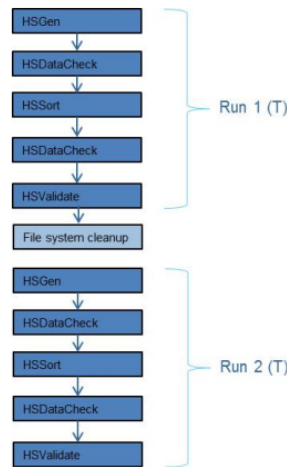 HSGen
HSDataCheck
HSSort
Run 1 (T)
HSDataCheck
HSValidate
File system cleanup
HSGen
HSDataCheck
HSSort
Run 2 (T)
HSDataCheck
HSValidate